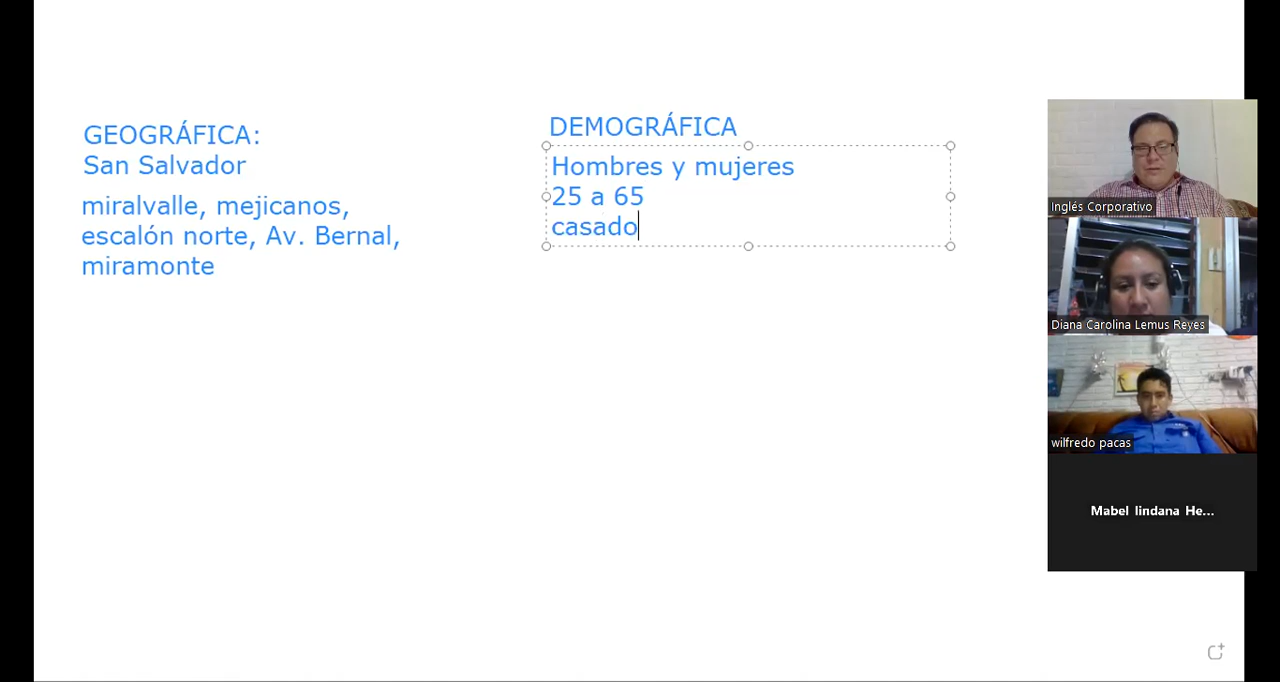 GEOGRÁFICA:
San Salvador
miralvalle, mejicanos,
escalón norte, Av. Bernal,
miramonte
DEMOGRÁFICA
Hombres y mujeres
25 a 65
casado
Inglés Corporativo
Diana Carolina Lemus Reyes
wilfredo pacas
Mabel lindana He...